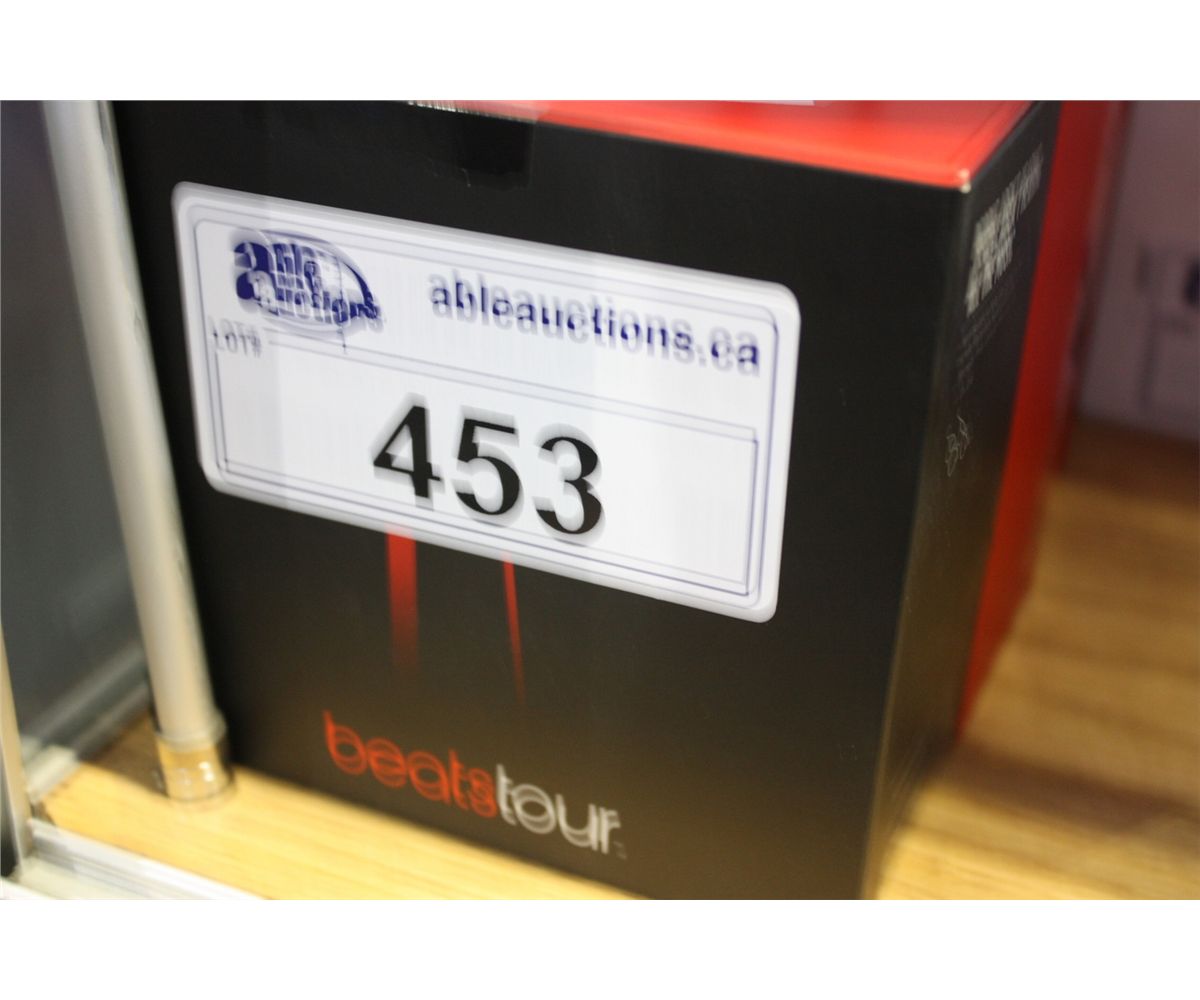 able
auctions
ableauctions.ca
LOT#
453
beatstour